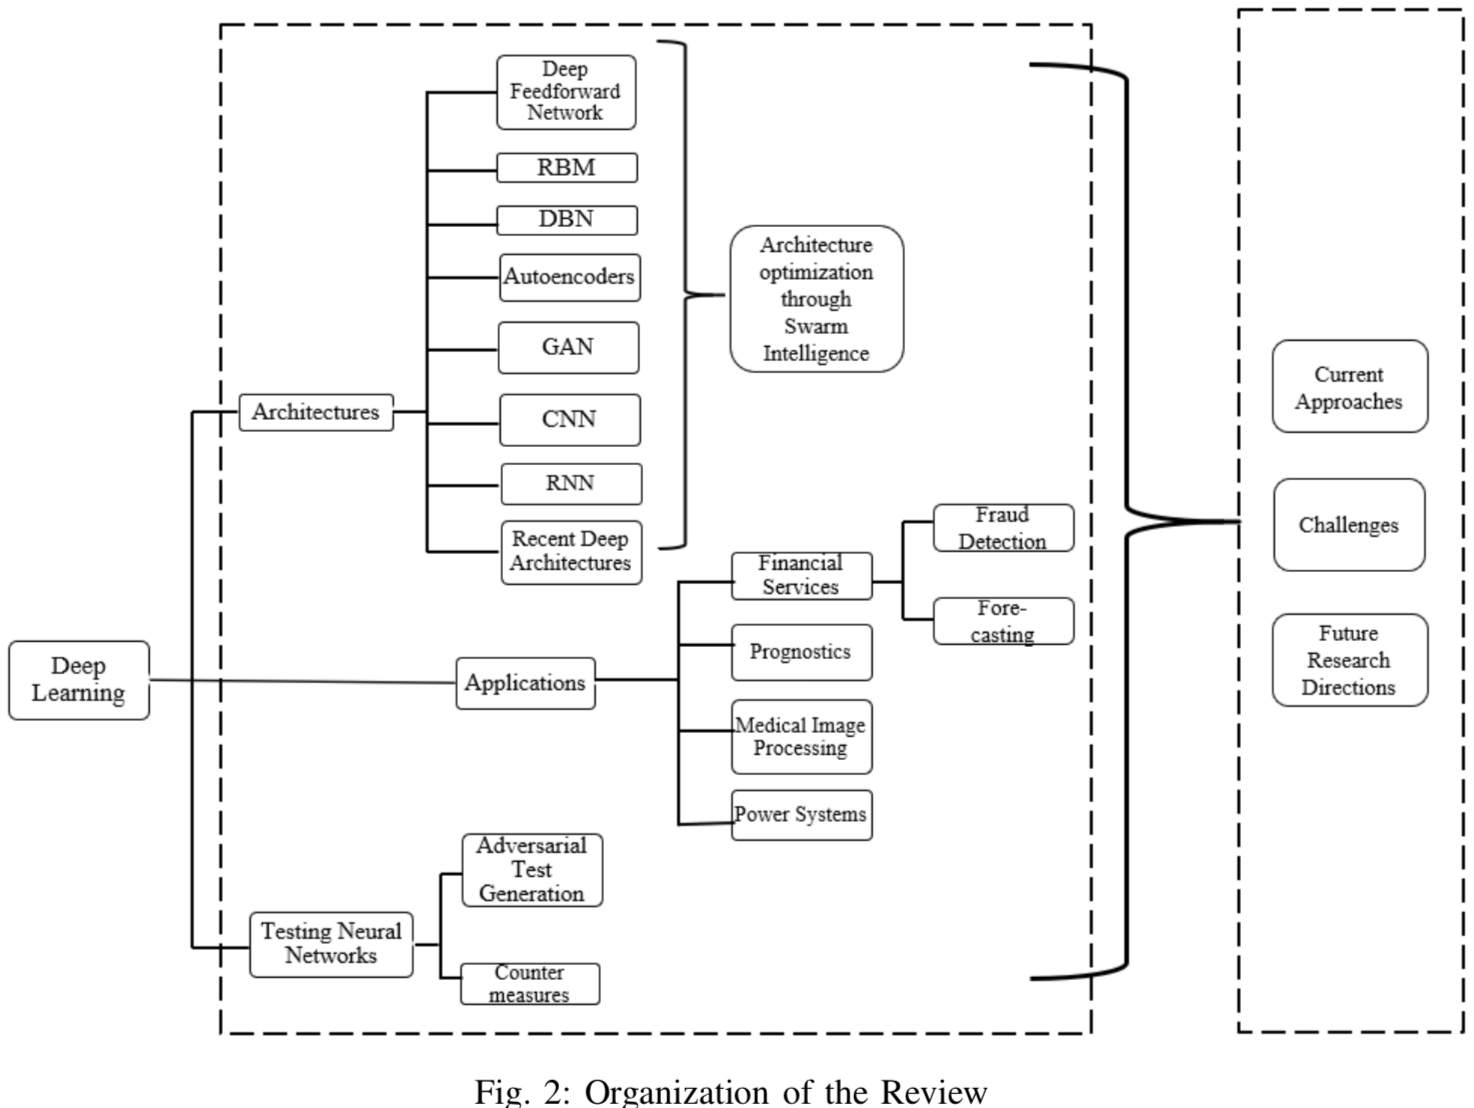 Deep
Feedforward
Network
RBM
DBN
Autoencoders
GAN
CNN
RNN
Recent Deep
Architectures
Architectures
Architecture
optimization
through
Swarm
Intelligence
Deep
Learning
Applications
Financial
Services
Fraud
Detection
Fore-
casting
Prognostics
Medical Image
Processing
Power Systems
Testing Neural
Networks
Adversarial
Test
Generation
Counter
measures
Current
Approaches
Challenges
Future
Research
Directions
Fig. 2: Organization of the Review